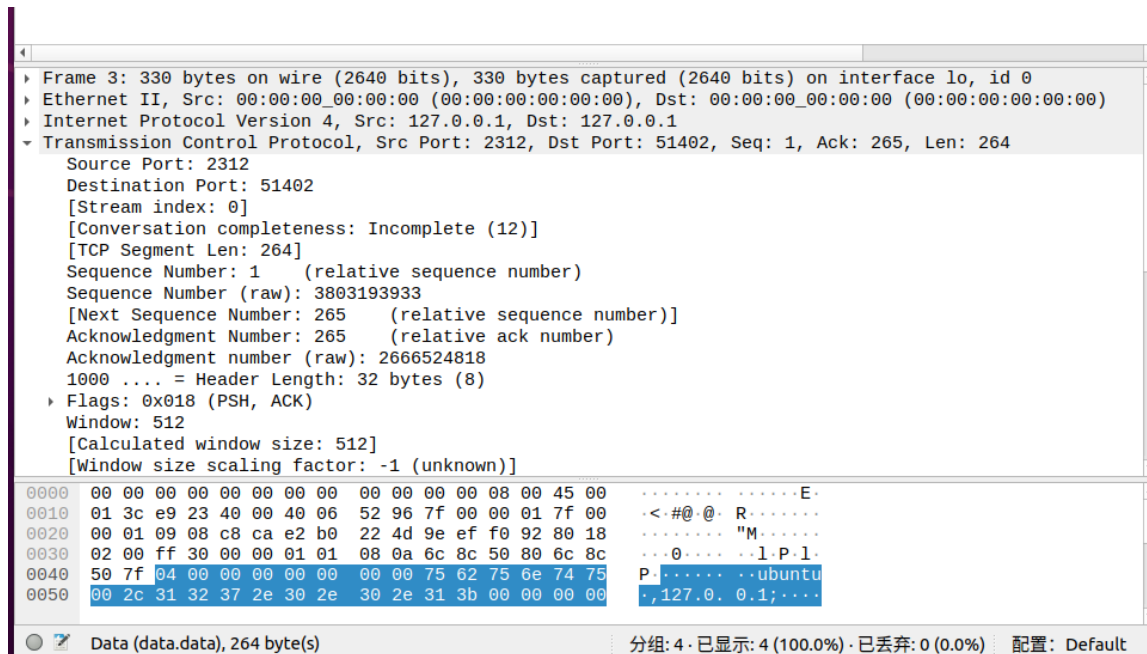 Frame 3: 330 bytes on wire (2640 bits), 330 bytes captured (2640 bits) on interface lo, id 0
Ethernet II, Src: 00:00:00_00:00:00 (00:00:00:00:00:00), Dst: 00:00:00_00:00:00 (00:00:00:00:00:00)
Internet Protocol Version 4, Src: 127.0.0.1, Dst: 127.0.0.1
Transmission Control Protocol, Src Port: 2312, Dst Port: 51402, Seq: 1, Ack: 265, Len: 264
Source Port: 2312
Destination Port: 51402
[Stream index: 0]
[Conversation completeness: Incomplete (12)]
[TCP Segment Len: 264]
Sequence Number: 1    (relative sequence number)
Sequence Number (raw): 3803193933
[Next Sequence Number: 265    (relative sequence number)]
Acknowledgment Number: 265    (relative ack number)
Acknowledgment number (raw): 2666524818
1000 .... = Header Length: 32 bytes (8)
Flags: 0x018 (PSH, ACK)
Window: 512
[Calculated window size: 512]
[Window size scaling factor: -1 (unknown)]
0000  00 00 00 00 00 00 00 00  00 00 00 00 08 00 45 00  ········ ······E·
0010  01 3c e9 23 40 00 40 06  52 96 7f 00 00 01 7f 00  ·<·#@·@· R·······
0020  00 01 09 08 c8 ca e2 b0  22 4d 9e ef f0 92 80 18  ········ "M······
0030  02 00 ff 30 00 00 01 01  08 0a 6c 8c 50 80 6c 8c  ···0···· ··l·P·l·
0040  50 7f 04 00 00 00 00 00  00 00 75 62 75 6e 74 75  P······· ··ubuntu
0050  00 2c 31 32 37 2e 30 2e  30 2e 31 3b 00 00 00 00  ·,127.0. 0.1;····
Data (data.data), 264 byte(s)  分组: 4 · 已显示: 4 (100.0%) · 已丢弃: 0 (0.0%)  配置: Default